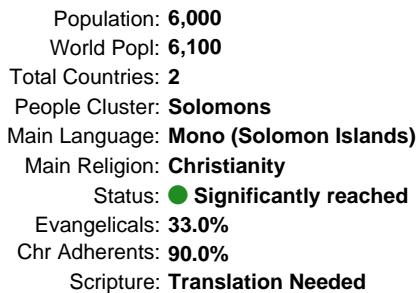 Population: 6,000
World Popl: 6,100
Total Countries: 2
People Cluster: Solomons
Main Language: Mono (Solomon Islands)
Main Religion: Christianity
Status: Significantly reached
Evangelicals: 33.0%
Chr Adherents: 90.0%
Scripture: Translation Needed